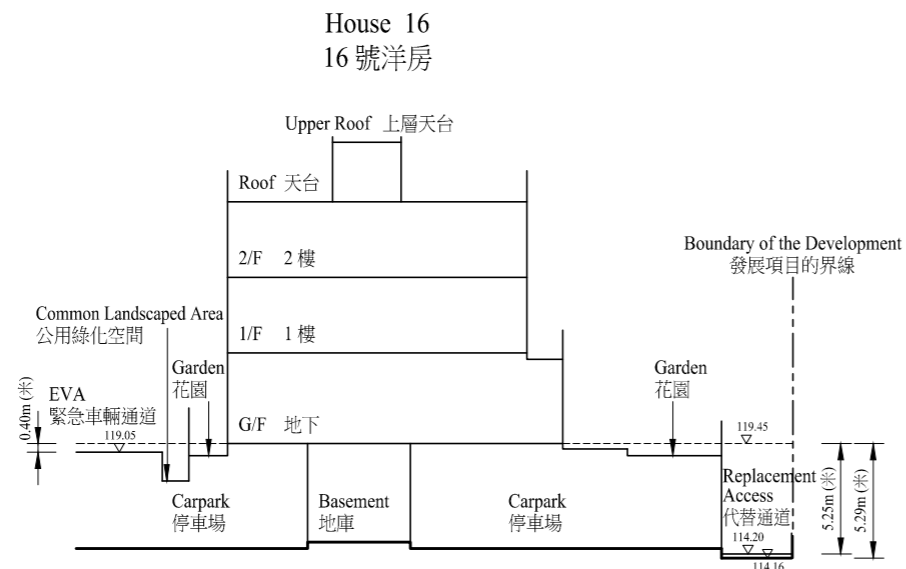 House 16
16 號洋房
Upper Roof 上層天台
Roof 天台
2/F 2 樓
Boundary of the Development
發展項目的界線
Common Landscaped Area
公用綠化空間
1/F 1 樓
Garden
花園
Garden
花園
EVA
緊急車輛通道
0.40m (米)
G/F 地下
119.05
119.45
Carpark
停車場
Basement
地庫
Carpark
停車場
Replacement
Access
代替通道
5.25m (米)
5.29m (米)
114.20
114.16